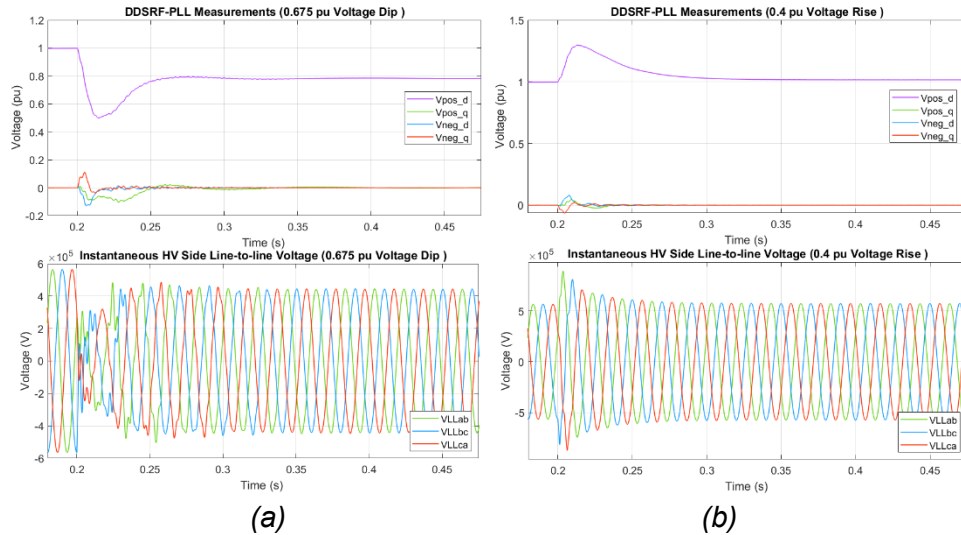 DDSRF-PLL Measurements (0.675 pu Voltage Dip )
1.2
1
0.8
0.6
0.4
0.2
0
-0.2
Voltage (pu)
Vpos_d
Vpos_q
Vneg_d
Vneg_q
0.2 0.25 0.3 0.35 0.4 0.45
Time (s)
Instantaneous HV Side Line-to-line Voltage (0.675 pu Voltage Dip )
×10⁵
6
4
2
0
-2
-4
-6
Voltage (V)
VLLab
VLLbc
VLLca
0.2 0.25 0.3 0.35 0.4 0.45
Time (s)
(a)
DDSRF-PLL Measurements (0.4 pu Voltage Rise )
1.5
1
0.5
0
Voltage (pu)
Vpos_d
Vpos_q
Vneg_d
Vneg_q
0.2 0.25 0.3 0.35 0.4 0.45
Time (s)
Instantaneous HV Side Line-to-line Voltage (0.4 pu Voltage Rise )
×10⁵
5
0
-5
Voltage (V)
VLLab
VLLbc
VLLca
0.2 0.25 0.3 0.35 0.4 0.45
Time (s)
(b)